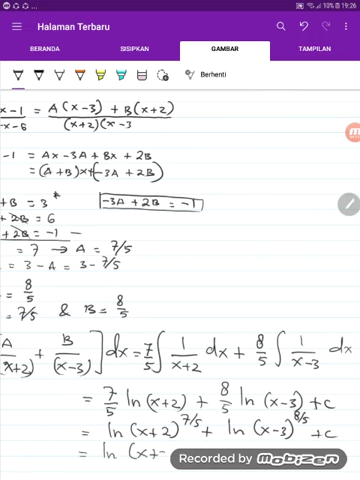 19:26
Halaman Terbaru
BERANDA SISIPKAN GAMBAR TAMPILAN
Berhenti
x-1 = A(x-3) + B(x+2)
-x-6 (x+2)(x-3
-1 = Ax - 3A + Bx + 2B
= (A+B)x + (-3A + 2B)
+B = 3* -3A + 2B = -1
+ 2B = 6
+ 2B = -1 —
= 7 → A = 7/5
= 3 - A = 3 - 7/5
= 8/5
= 7/5 & B = 8/5
A/(x+2) + B/(x-3) ] dx = 7/5 ∫ 1/(x+2) dx + 8/5 ∫ 1/(x-3) dx
= 7/5 ln (x+2) + 8/5 ln (x-3) + c
= ln (x+2)^7/5 + ln (x-3)^8/5 + c
= ln (x+
Recorded by mobizen